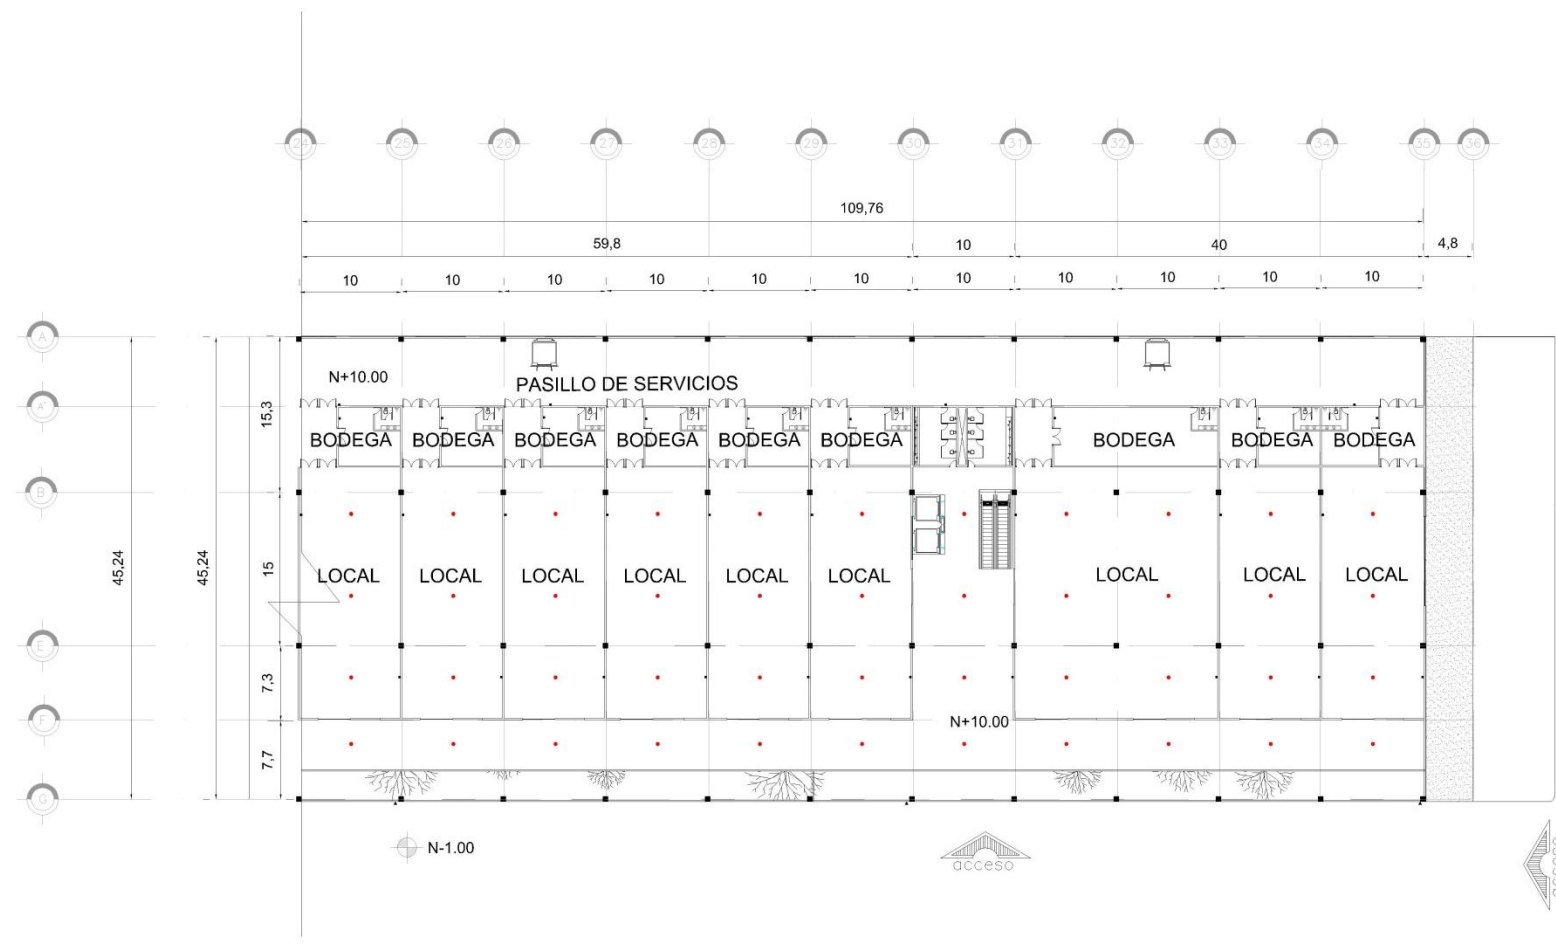 24 25 26 27 28 29 30 31 32 33 34 35 36
109,76
59,8 10 40 4,8
10 10 10 10 10 10 10 10 10 10 10
A
N+10.00
PASILLO DE SERVICIOS
A'
15,3
BODEGA BODEGA BODEGA BODEGA BODEGA BODEGA BODEGA BODEGA BODEGA
B
45,24
45,24
15
LOCAL LOCAL LOCAL LOCAL LOCAL LOCAL LOCAL LOCAL LOCAL
E
7,3
F
N+10.00
7,7
G
N-1.00
acceso
acceso